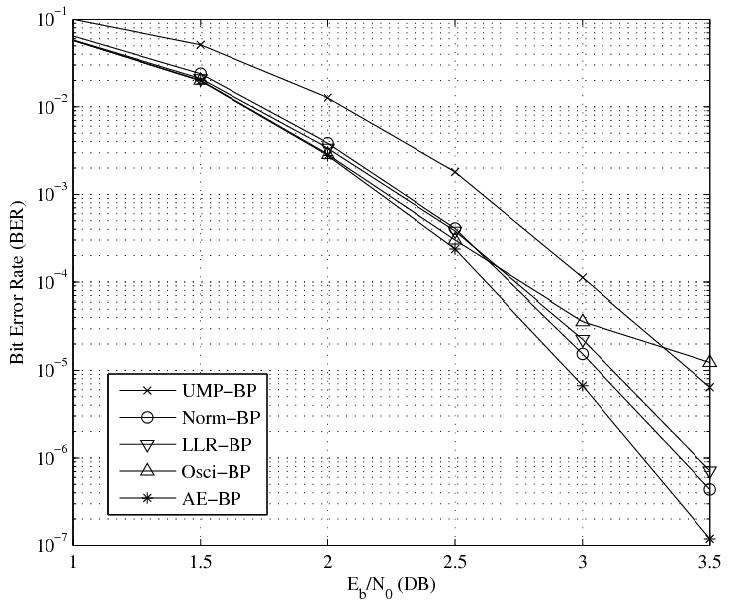 10⁻¹
10⁻²
10⁻³
10⁻⁴
10⁻⁵
10⁻⁶
10⁻⁷
Bit Error Rate (BER)
UMP–BP
Norm–BP
LLR–BP
Osci–BP
AE–BP
1 1.5 2 2.5 3 3.5
E_b/N_0 (DB)